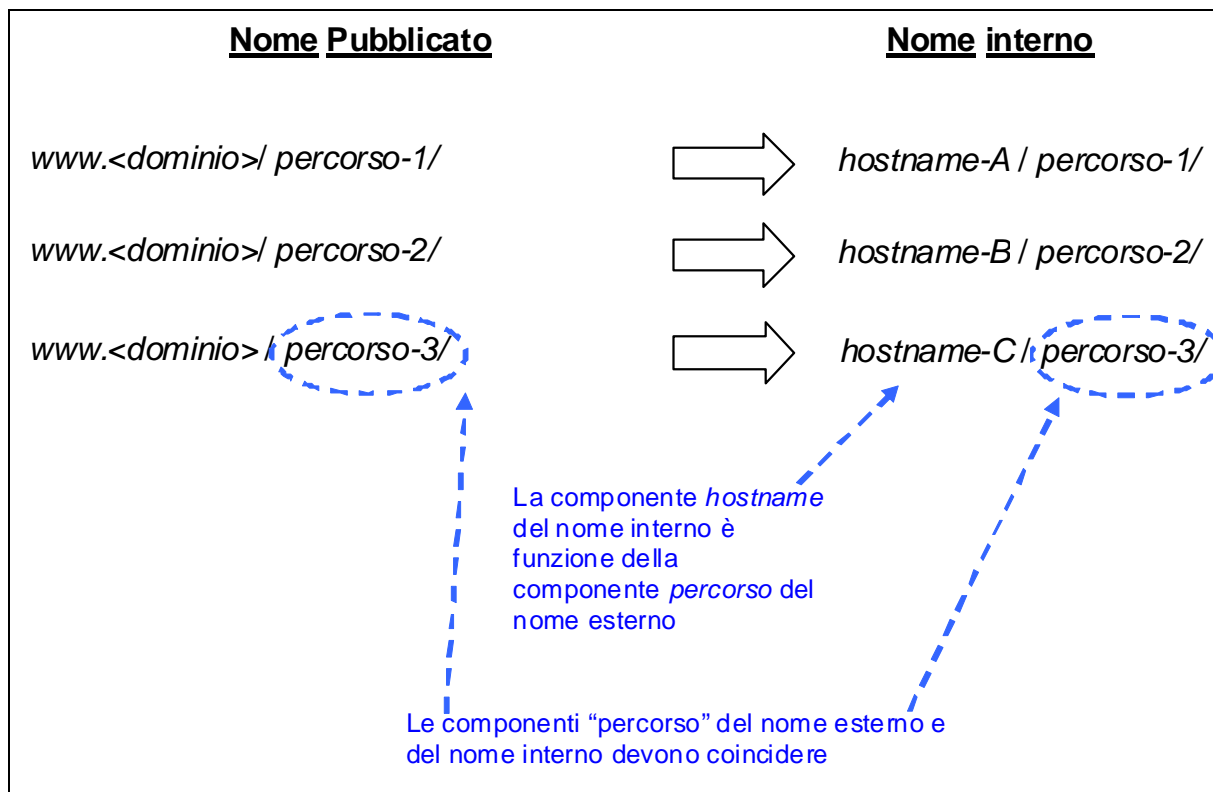 Nome Pubblicato
Nome interno
www.<dominio>/ percorso-1/
hostname-A / percorso-1/
www.<dominio>/ percorso-2/
hostname-B / percorso-2/
www.<dominio> / percorso-3/
hostname-C / percorso-3/
La componente hostname
del nome interno è
funzione della
componente percorso del
nome esterno
Le componenti “percorso” del nome esterno e
del nome interno devono coincidere